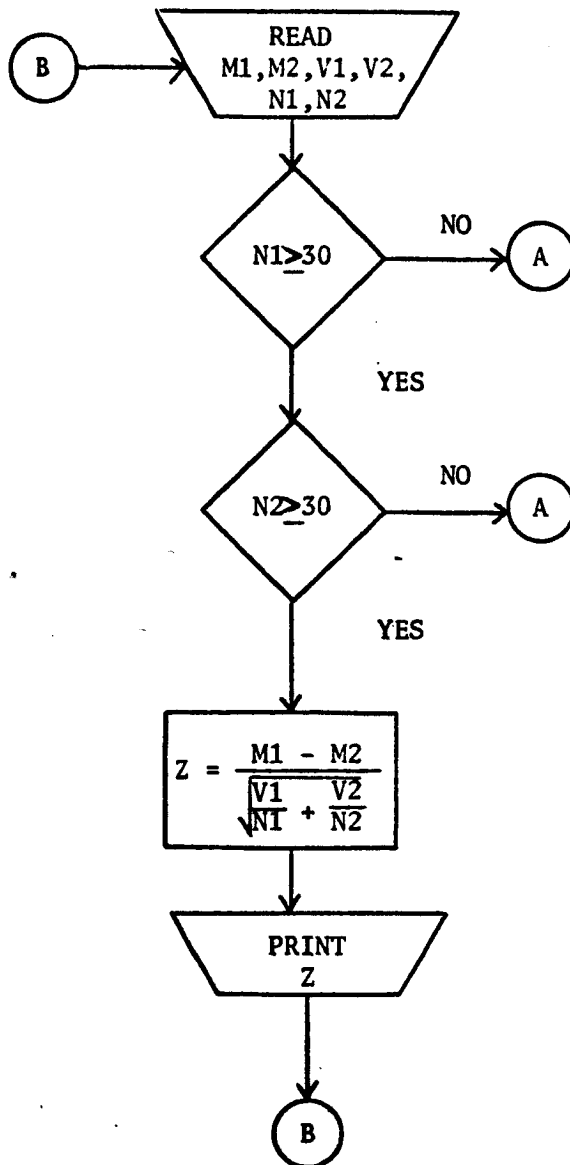 B
READ
M1,M2,V1,V2,
N1,N2
N1≥30
NO
A
YES
N2≥30
NO
A
YES
Z = M1 - M2
√ V1/N1 + V2/N2
PRINT
Z
B